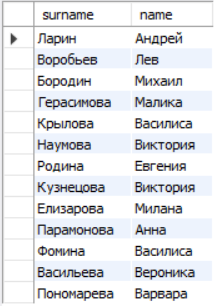 surname name
Ларин Андрей
Воробьев Лев
Бородин Михаил
Герасимова Малика
Крылова Василиса
Наумова Виктория
Родина Евгения
Кузнецова Виктория
Елизарова Милана
Парамонова Анна
Фомина Василиса
Васильева Вероника
Пономарева Варвара